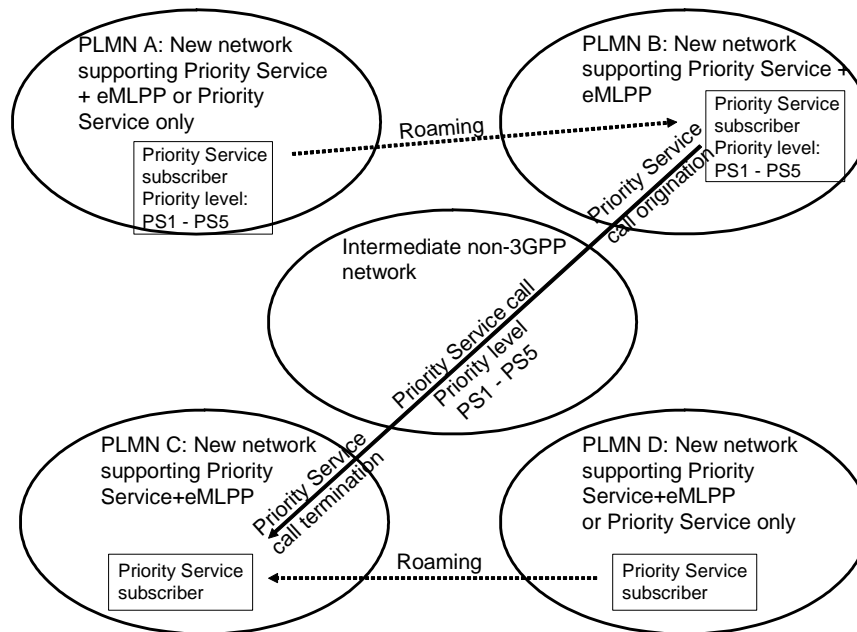 PLMN A: New network
supporting Priority Service
+ eMLPP or Priority
Service only
Priority Service
subscriber
Priority level:
PS1 - PS5
Roaming
PLMN B: New network
supporting Priority Service +
eMLPP
Priority Service
subscriber
Priority level:
PS1 - PS5
Priority Service
call origination
Intermediate non-3GPP
network
Priority Service call
Priority level
PS1 - PS5
Priority Service
call termination
PLMN C: New network
supporting Priority
Service+eMLPP
Priority Service
subscriber
Roaming
PLMN D: New network
supporting Priority
Service+eMLPP
or Priority Service only
Priority Service
subscriber